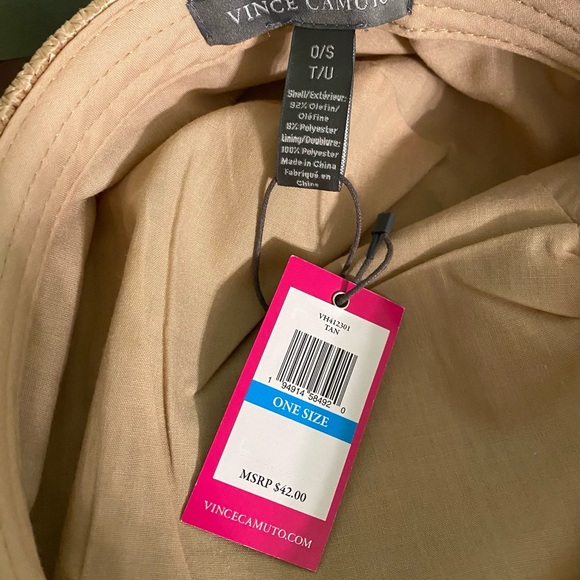 VINCE CAMUTO
O/S
T/U
Shell/Extérieur:
92% Olefin/
Oléfine
8% Polyester
Lining/Doublure:
100% Polyester
Made in China
Fabriqué en
Chine
VH412301
TAN
1 94914 58492 0
ONE SIZE
MSRP $42.00
VINCECAMUTO.COM